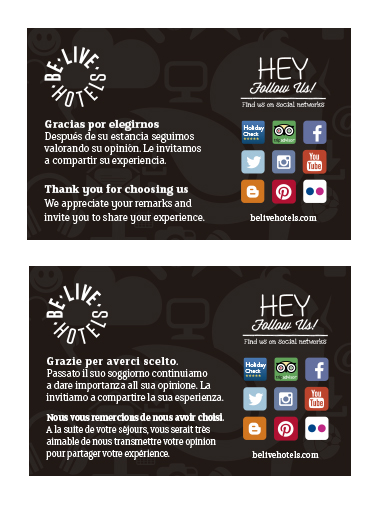 BE · LIVE · HOTELS
Gracias por elegirnos
Después de su estancia seguimos
valorando su opinión. Le invitamos
a compartir su experiencia.
Thank you for choosing us
We appreciate your remarks and
invite you to share your experience.
HEY
Follow Us!
Find us on social networks
Holiday
Check
f
You
Tube
belivehotels.com
BE · LIVE · HOTELS
Grazie per averci scelto.
Passato il suo soggiorno continuiamo
a dare importanza all sua opinione. La
invitiamo a compartire la sua esperienza.
Nous vous remercions de nous avoir choisi.
A la suite de votre séjours, vous serait très
aimable de nous transmettre votre opinion
pour partager votre expérience.
HEY
Follow Us!
Find us on social networks
Holiday
Check
f
You
Tube
belivehotels.com